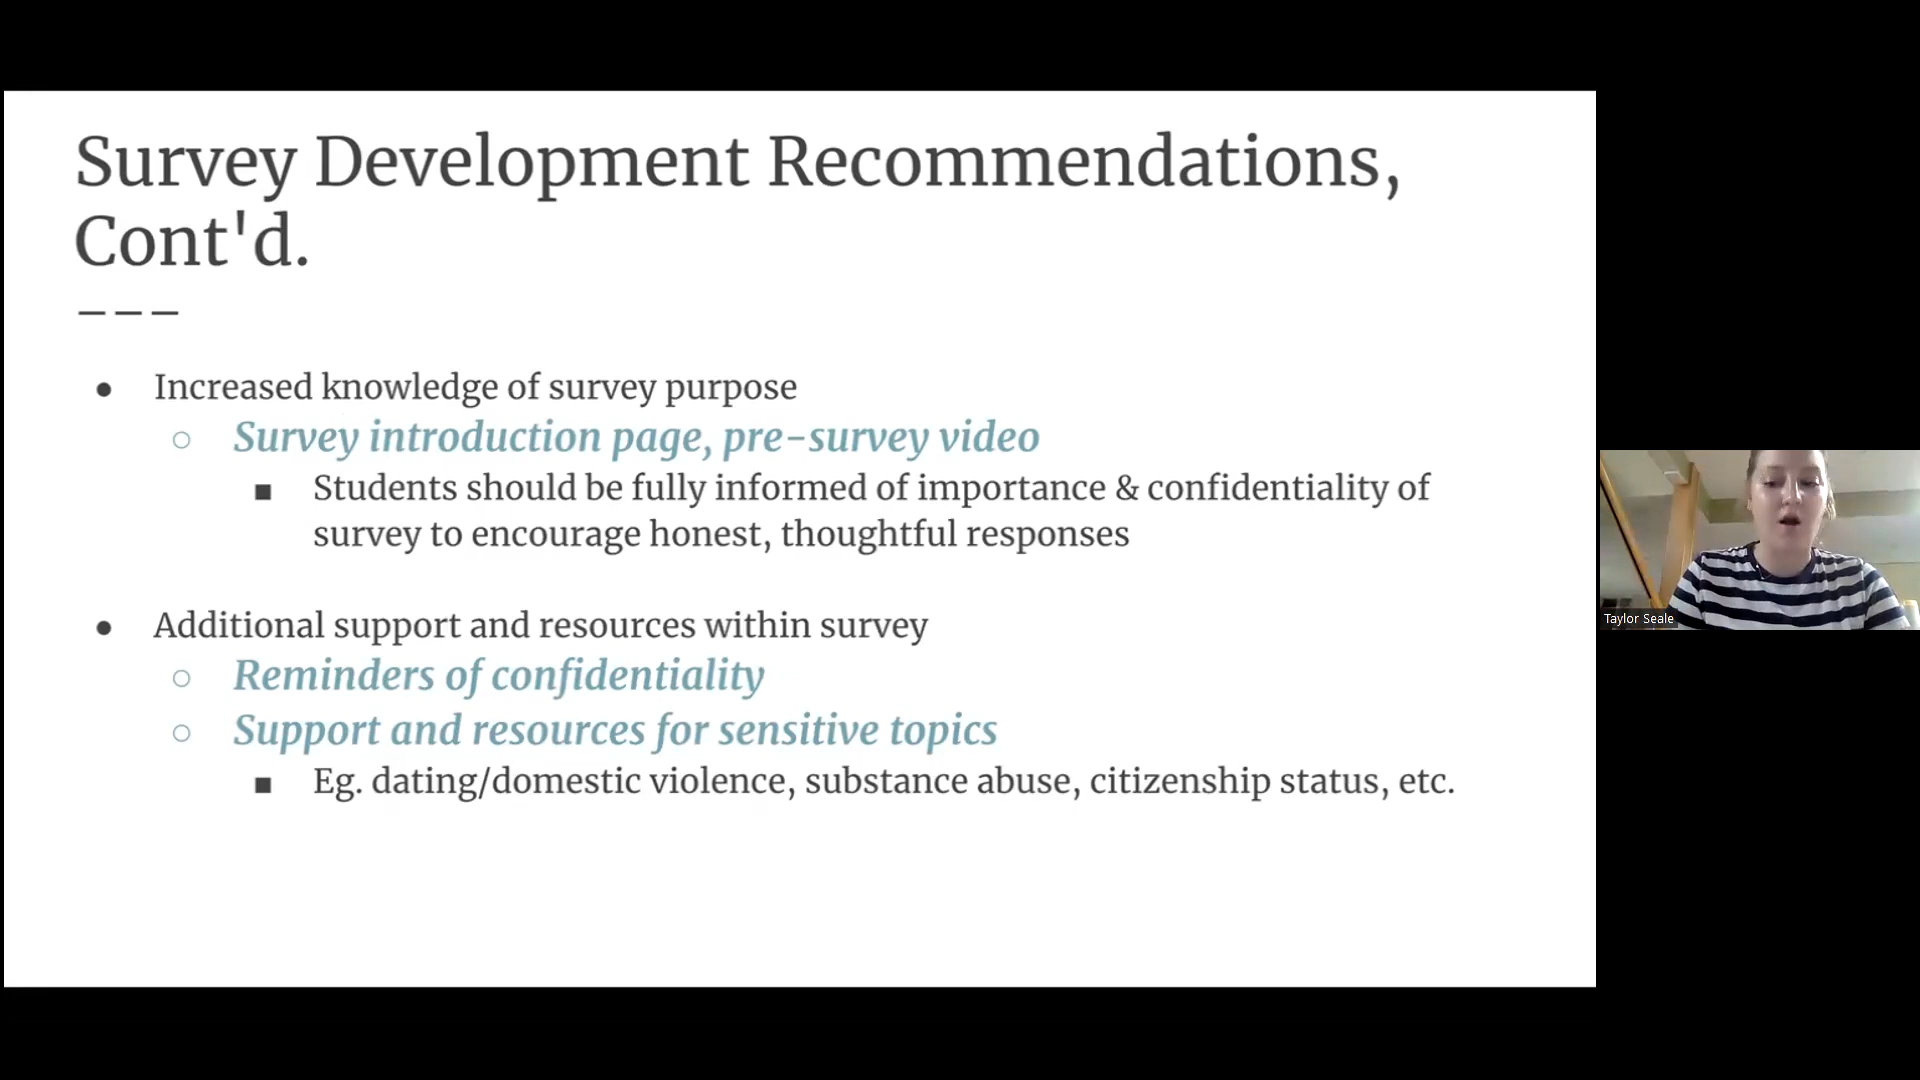 Survey Development Recommendations,
Cont'd.
● Increased knowledge of survey purpose
○ Survey introduction page, pre-survey video
■ Students should be fully informed of importance & confidentiality of
survey to encourage honest, thoughtful responses
● Additional support and resources within survey
○ Reminders of confidentiality
○ Support and resources for sensitive topics
■ Eg. dating/domestic violence, substance abuse, citizenship status, etc.
Taylor Seale